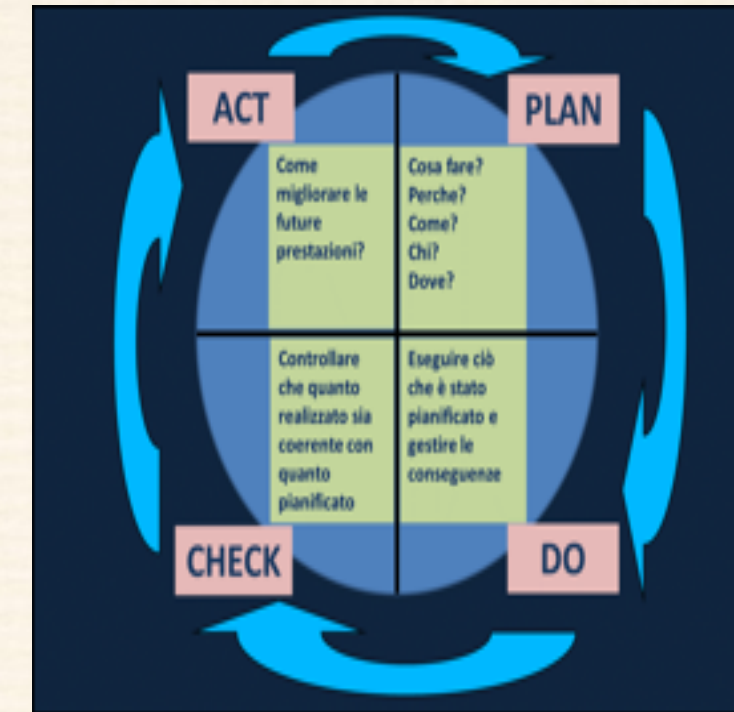 ACT
PLAN
Come
migliorare le
future
prestazioni?
Cosa fare?
Perche?
Come?
Chi?
Dove?
Controllare
che quanto
realizzato sia
coerente con
quanto
pianificato
Eseguire ciò
che è stato
pianificato e
gestire le
conseguenze
CHECK
DO